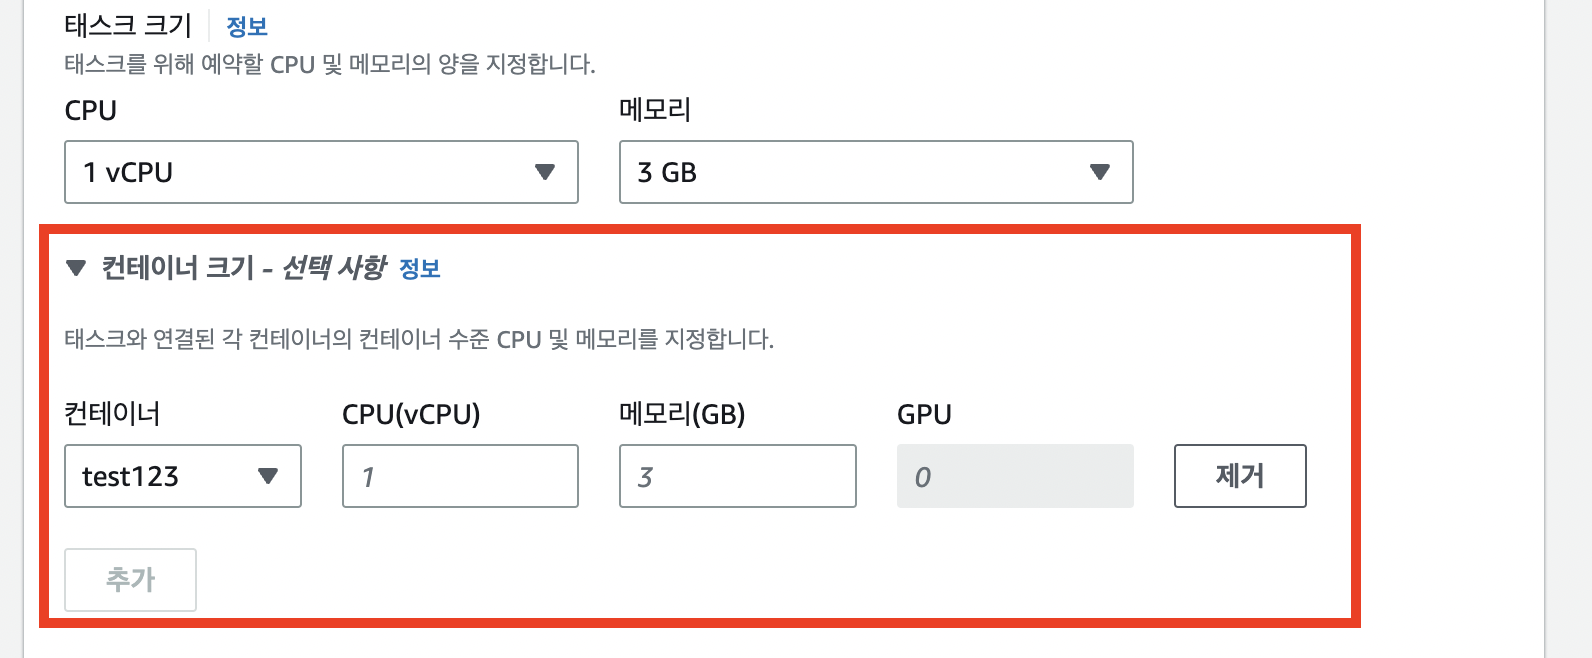 태스크 크기 정보
태스크를 위해 예약할 CPU 및 메모리의 양을 지정합니다.
CPU 메모리
1 vCPU 3 GB
컨테이너 크기 - 선택 사항 정보
태스크와 연결된 각 컨테이너의 컨테이너 수준 CPU 및 메모리를 지정합니다.
컨테이너 CPU(vCPU) 메모리(GB) GPU
test123 1 3 0 제거
추가